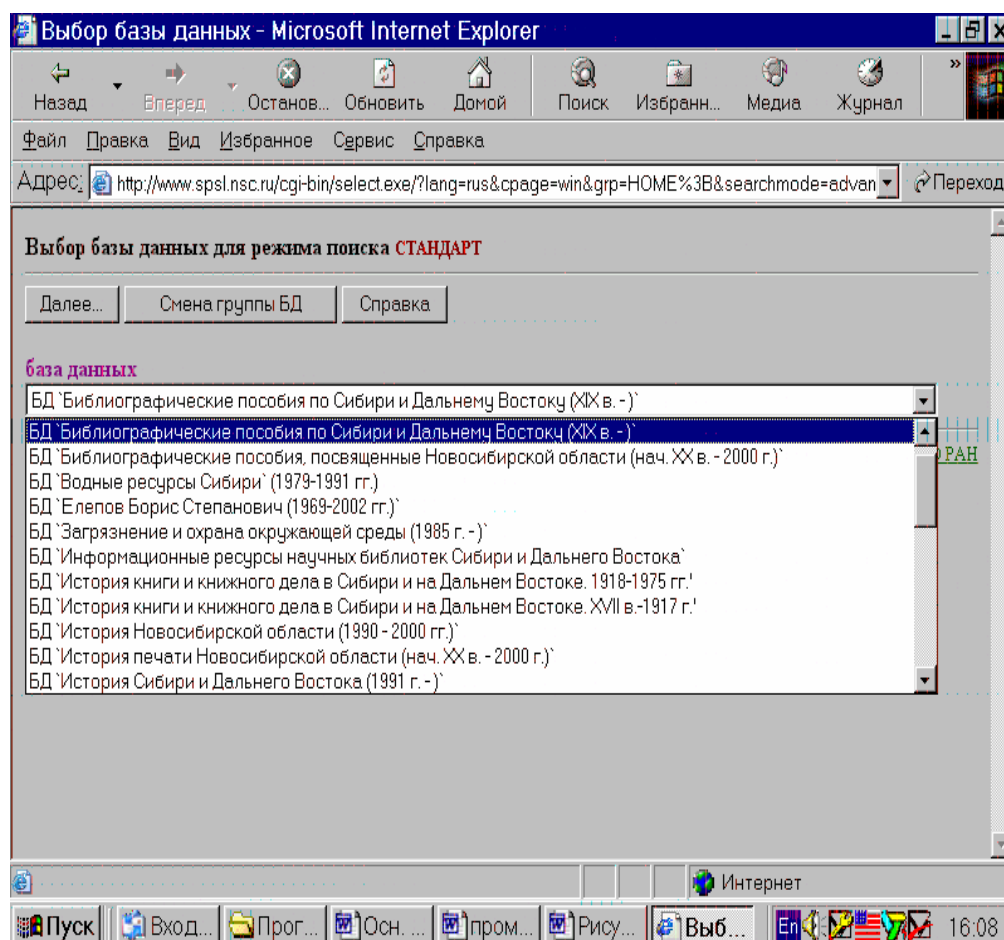 Выбор базы данных - Microsoft Internet Explorer
Назад Вперед Останов... Обновить Домой Поиск Избранн... Медиа Журнал »
Файл Правка Вид Избранное Сервис Справка
Адрес: http://www.spsl.nsc.ru/cgi-bin/select.exe/?lang=rus&cpage=win&grp=HOME%3B&searchmode=advan Переход
Выбор базы данных для режима поиска СТАНДАРТ
Далее... Смена группы БД Справка
база данных
БД `Библиографические пособия по Сибири и Дальнему Востоку (XIX в. - )`
БД `Библиографические пособия по Сибири и Дальнему Востоку (XIX в. - )`
БД `Библиографические пособия, посвященные Новосибирской области (нач. XX в. - 2000 г.)` О РАН
БД `Водные ресурсы Сибири` (1979-1991 гг.)
БД `Елепов Борис Степанович (1969-2002 гг.)`
БД `Загрязнение и охрана окружающей среды (1985 г. - )`
БД `Информационные ресурсы научных библиотек Сибири и Дальнего Востока`
БД `История книги и книжного дела в Сибири и на Дальнем Востоке. 1918-1975 гг.'
БД `История книги и книжного дела в Сибири и на Дальнем Востоке. XVII в.-1917 г.'
БД `История Новосибирской области (1990 - 2000 гг.)`
БД `История печати Новосибирской области (нач. XX в. - 2000 г.)`
БД `История Сибири и Дальнего Востока (1991 г. - )`
Интернет
Пуск Вход... Прог... Осн. ... пром... Рису... Выб... En 16:08